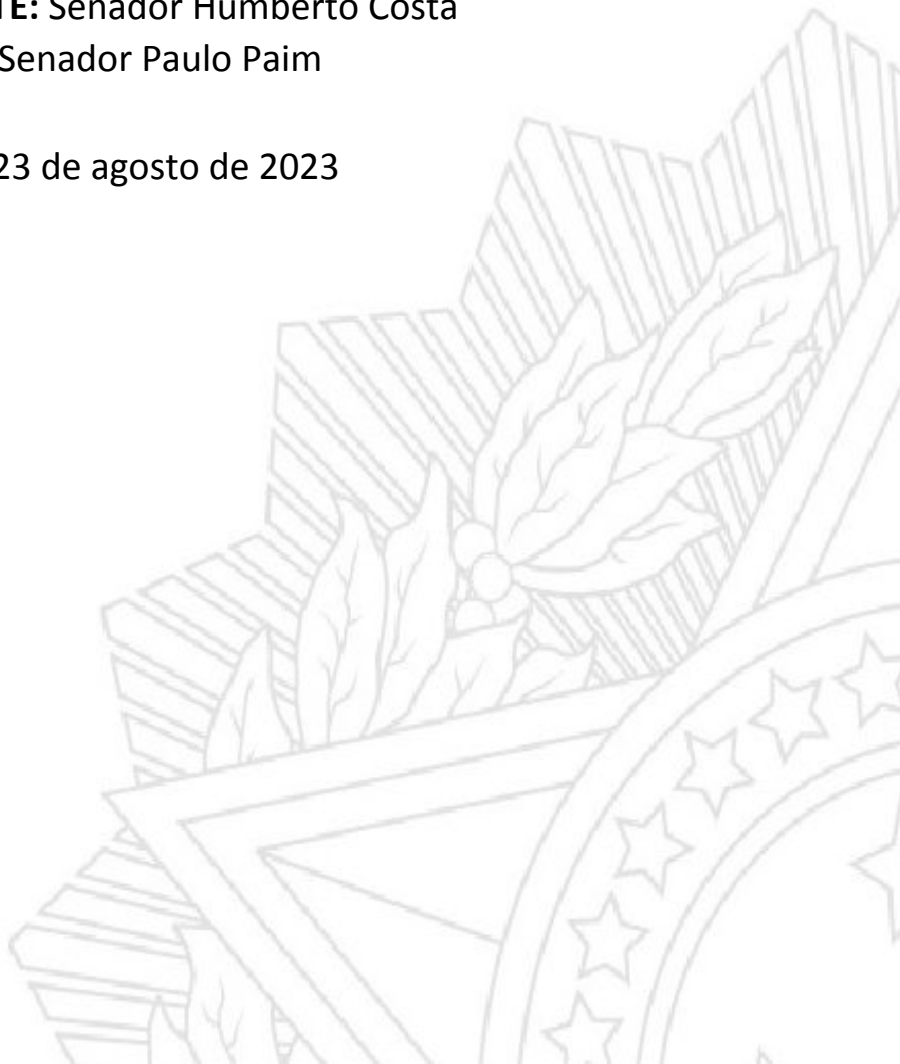 TE: Senador Humberto Costa
Senador Paulo Paim
23 de agosto de 2023